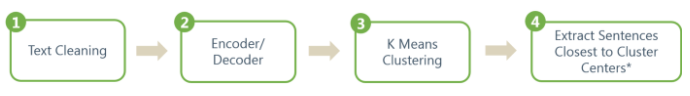 1
Text Cleaning
2
Encoder/
Decoder
3
K Means
Clustering
4
Extract Sentences
Closest to Cluster
Centers*